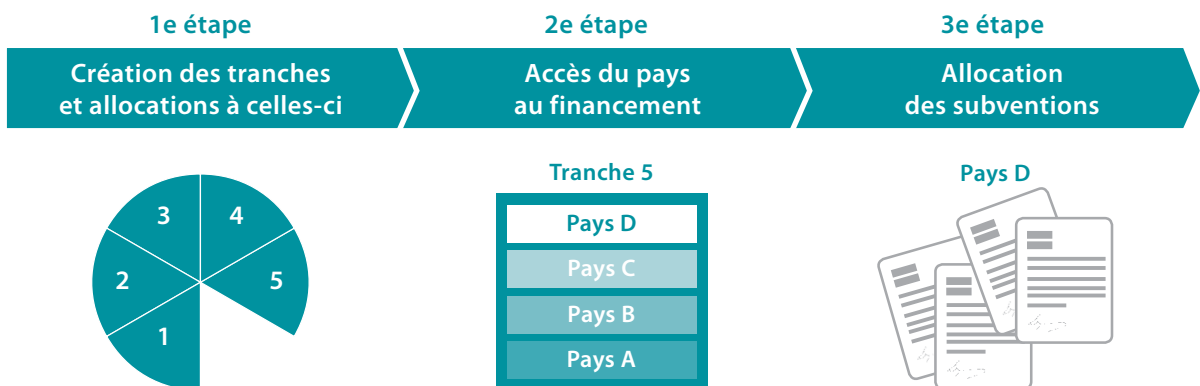 1e étape
2e étape
3e étape
Création des tranches
et allocations à celles-ci
Accès du pays
au financement
Allocation
des subventions
Tranche 5
Pays D
3
4
2
5
1
Pays D
Pays C
Pays B
Pays A